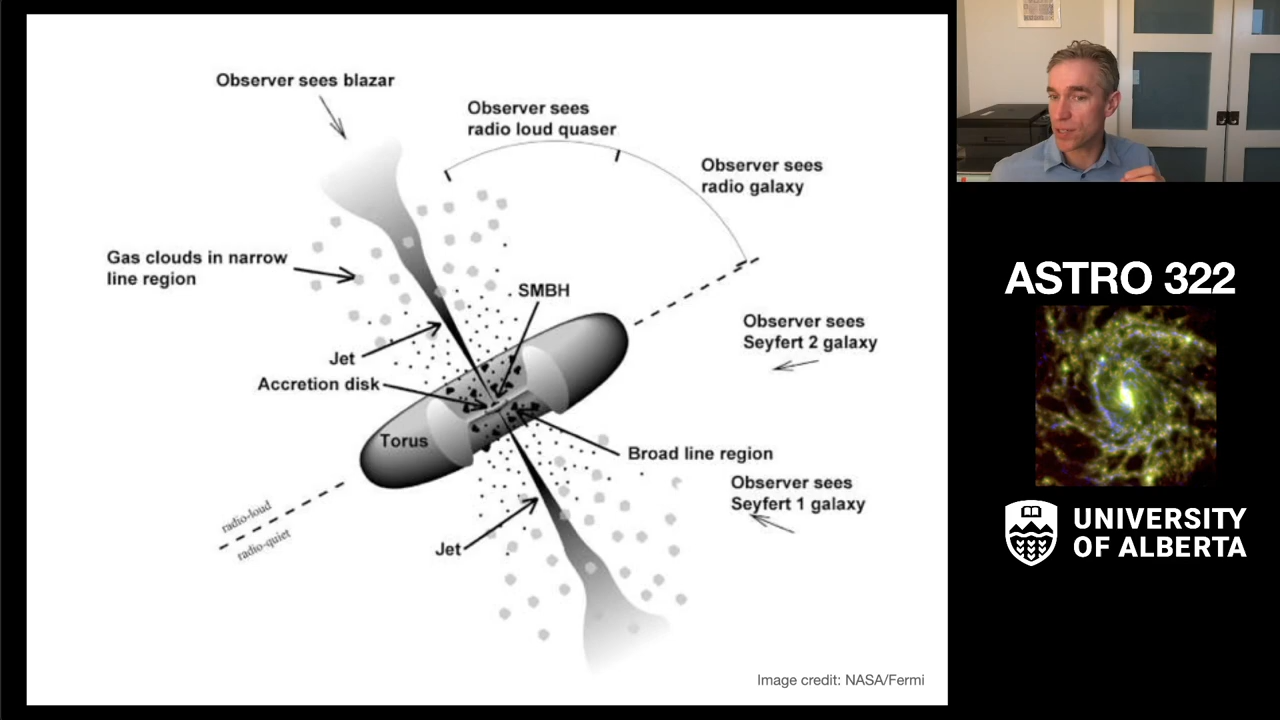 Observer sees blazar
Observer sees
radio loud quaser
Observer sees
radio galaxy
Gas clouds in narrow
line region
SMBH
Observer sees
Seyfert 2 galaxy
Jet
Accretion disk
Torus
Broad line region
Observer sees
Seyfert 1 galaxy
radio-loud
radio-quiet
Jet
Image credit: NASA/Fermi
ASTRO 322
UNIVERSITY
OF ALBERTA